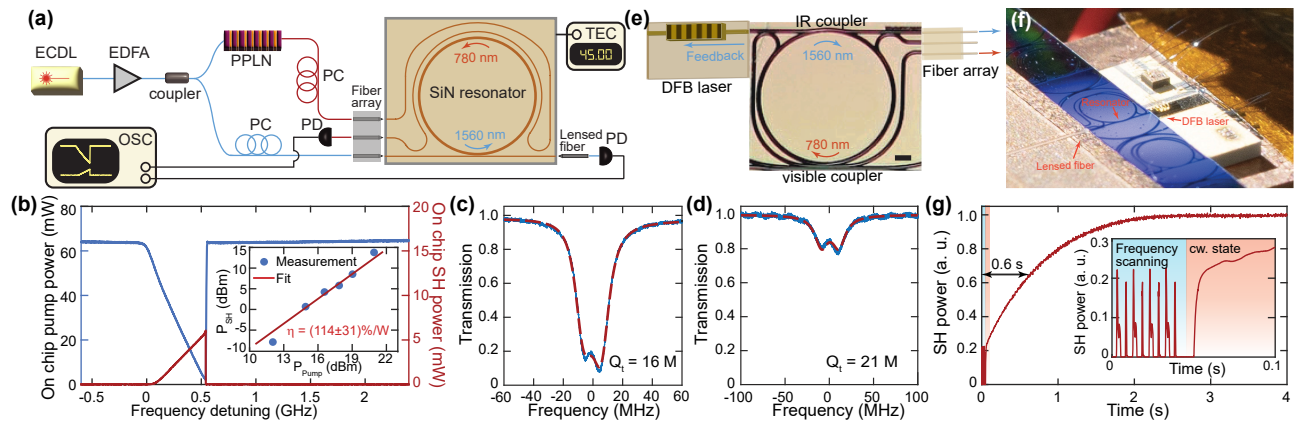 (a)
ECDL
EDFA
coupler
PPLN
PC
PC
PD
OSC
Fiber
array
780 nm
SiN resonator
1560 nm
Lensed
fiber
PD
TEC
45.00
(e)
IR coupler
Feedback
1560 nm
DFB laser
Fiber array
780 nm
visible coupler
(f)
Resonator
DFB laser
Lensed fiber
(b)
On chip pump power (mW)
80
60
40
20
0
-0.5 0 0.5 1 1.5 2
Frequency detuning (GHz)
On chip SH power (mW)
20
15
10
5
0
Measurement
Fit
η = (114±31)%/W
P_SH (dBm)
15
10
5
0
-5
-10
10 13 16 19 22
P_Pump (dBm)
(c)
Transmission
1.0
0.8
0.6
0.4
0.2
0
-60 -40 -20 0 20 40 60
Frequency (MHz)
Q_t = 16 M
(d)
Transmission
1.0
0.8
0.6
0.4
0.2
0
-100 -50 0 50 100
Frequency (MHz)
Q_t = 21 M
(g)
SH power (a. u.)
1.0
0.8
0.6
0.4
0.2
0
0 1 2 3 4
Time (s)
0.6 s
Frequency
scanning
cw. state
SH power (a. u.)
0.3
0.2
0.1
0
0 Time (s) 0.1